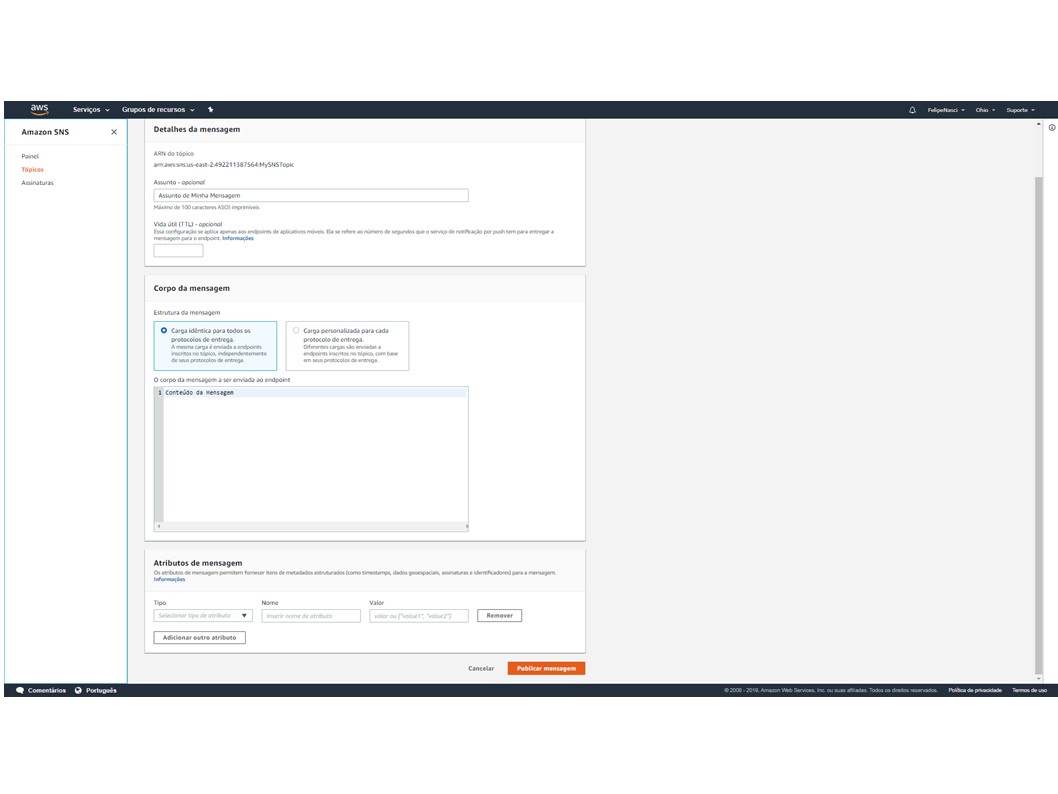 aws Serviços Grupos de recursos FelipeNasci Ohio Suporte
Amazon SNS
Painel
Tópicos
Assinaturas
Detalhes da mensagem
ARN do tópico
arn:aws:sns:us-east-2:492211387564:MySNSTopic
Assunto - opcional
Assunto de Minha Mensagem
Máximo de 100 caracteres ASCII imprimíveis
Vida útil (TTL) - opcional
Essa configuração se aplica apenas aos endpoints de aplicativos móveis. Ela se refere ao número de segundos que o serviço de notificação por push tem para entregar a
mensagem para o endpoint. Informações
Corpo da mensagem
Estrutura da mensagem
Carga idêntica para todos os
protocolos de entrega.
A mesma carga é enviada a endpoints
inscritos no tópico, independentemente
de seus protocolos de entrega.
Carga personalizada para cada
protocolo de entrega.
Diferentes cargas são enviadas a
endpoints inscritos no tópico, com base
em seus protocolos de entrega.
O corpo da mensagem a ser enviada ao endpoint
1 Conteúdo da Mensagem
Atributos de mensagem
Os atributos de mensagem permitem fornecer itens de metadados estruturados (como timestamps, dados geoespaciais, assinaturas e identificadores) para a mensagem.
Informações
Tipo Nome Valor
Selecionar tipo de atributo Inserir nome de atributo valor ou ["value1", "value2"] Remover
Adicionar outro atributo
Cancelar Publicar mensagem
Comentários Português © 2008 - 2019, Amazon Web Services, Inc. ou suas afiliadas. Todos os direitos reservados. Política de privacidade Termos de uso